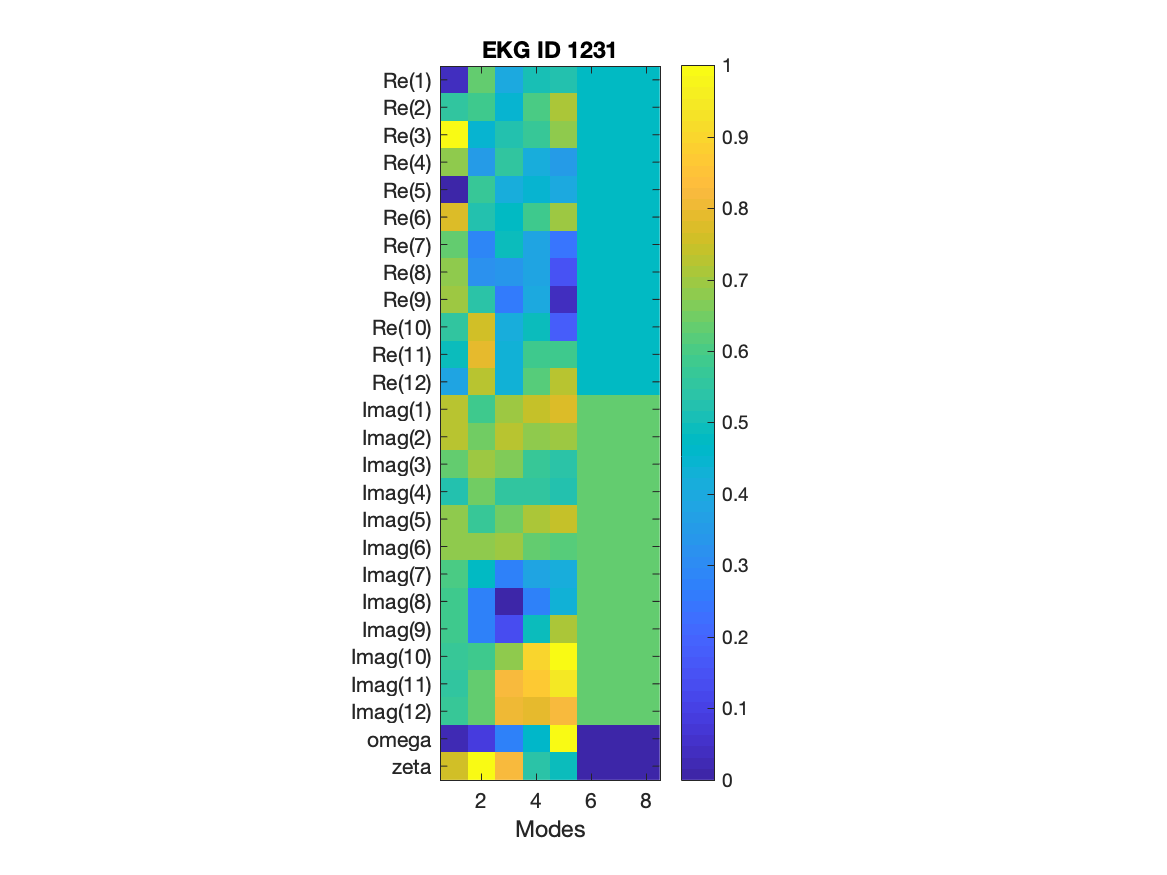 EKG ID 1231
Re(1)
Re(2)
Re(3)
Re(4)
Re(5)
Re(6)
Re(7)
Re(8)
Re(9)
Re(10)
Re(11)
Re(12)
Imag(1)
Imag(2)
Imag(3)
Imag(4)
Imag(5)
Imag(6)
Imag(7)
Imag(8)
Imag(9)
Imag(10)
Imag(11)
Imag(12)
omega
zeta
2 4 6 8
Modes
1
0.9
0.8
0.7
0.6
0.5
0.4
0.3
0.2
0.1
0